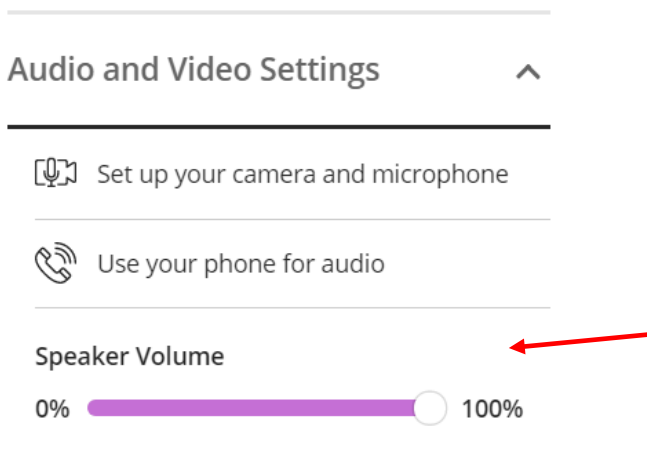 Audio and Video Settings
Set up your camera and microphone
Use your phone for audio
Speaker Volume
0% 100%